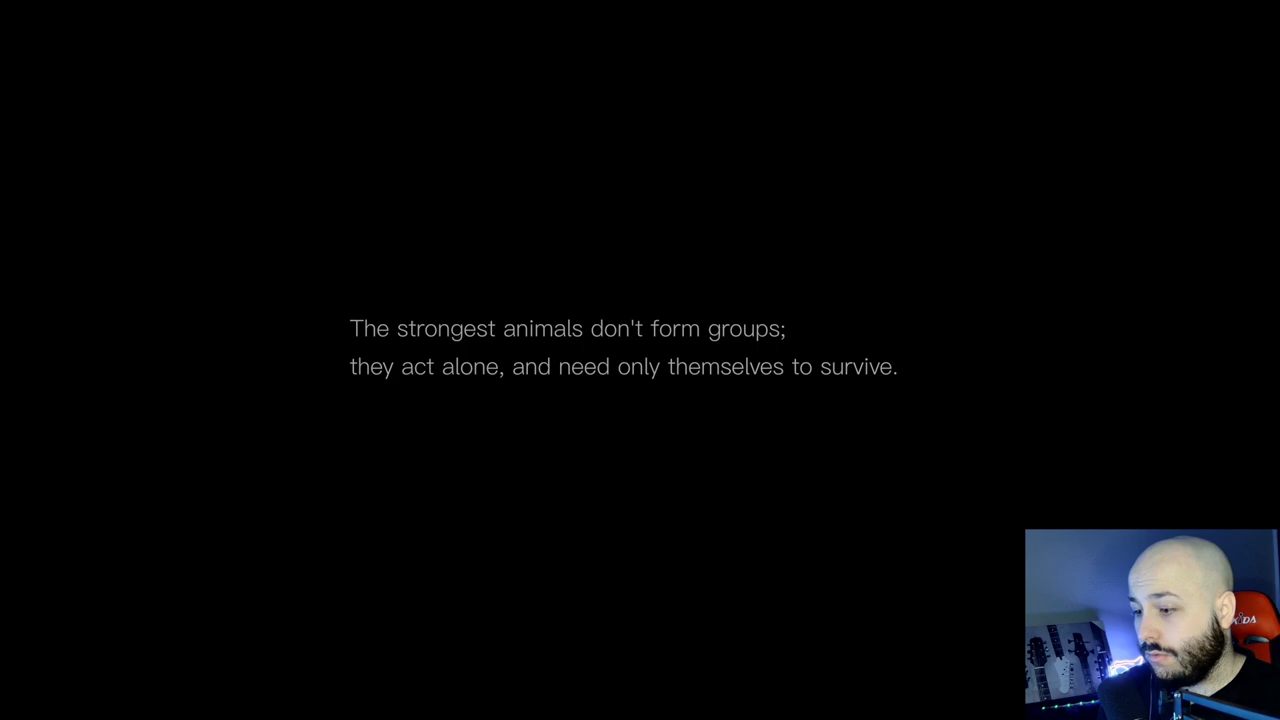 The strongest animals don't form groups;
they act alone, and need only themselves to survive.